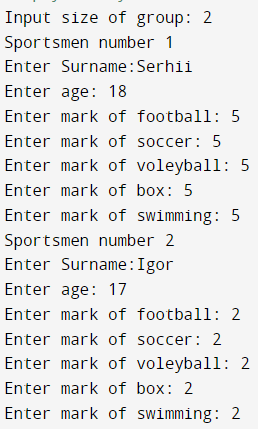 Input size of group: 2
Sportsmen number 1
Enter Surname:Serhii
Enter age: 18
Enter mark of football: 5
Enter mark of soccer: 5
Enter mark of voleyball: 5
Enter mark of box: 5
Enter mark of swimming: 5
Sportsmen number 2
Enter Surname:Igor
Enter age: 17
Enter mark of football: 2
Enter mark of soccer: 2
Enter mark of voleyball: 2
Enter mark of box: 2
Enter mark of swimming: 2